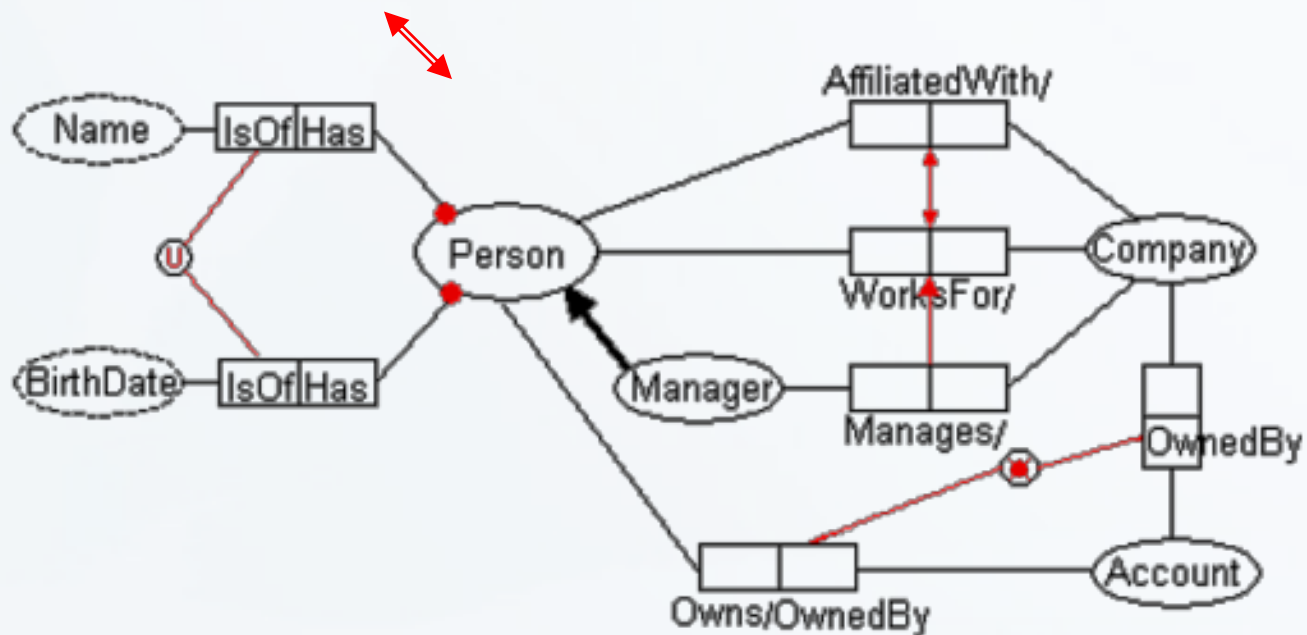 AffiliatedWith/
Name
IsOf Has
U
Person
Company
WorksFor/
BirthDate
IsOf Has
Manager
Manages/
OwnedBy
Account
Owns/OwnedBy